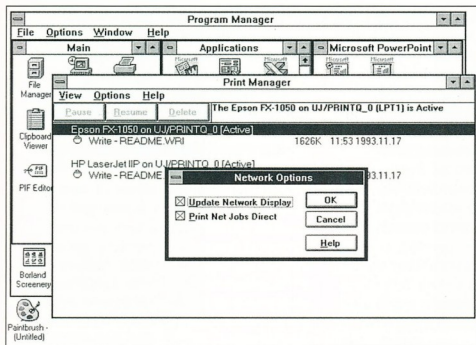 Program Manager
File Options Window Help
Main
Applications
Microsoft PowerPoint
File
Manager
Print Manager
View Options Help
Pause Resume Delete
The Epson FX-1050 on UJ/PRINTQ_0 (LPT1) is Active
Epson FX-1050 on UJ/PRINTQ_0 [Active]
Write - README.WRI 1626K 11:53 1993.11.17
HP LaserJet IIP on UJ/PRINTQ_0 [Active]
Write - README. 93.11.17
Network Options
Update Network Display
Print Net Jobs Direct
OK
Cancel
Help
Clipboard
Viewer
PIF
PIF Editor
Borland
Screenery
Paintbrush -
(Untitled)